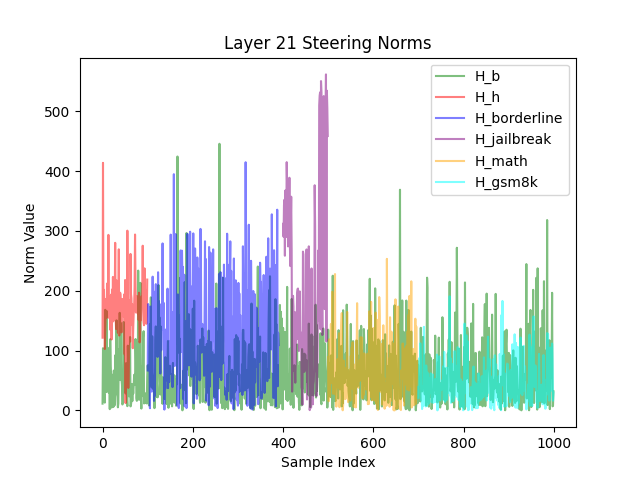 Layer 21 Steering Norms
H_b
H_h
H_borderline
H_jailbreak
H_math
H_gsm8k
500
400
300
200
100
0
Norm Value
0 200 400 600 800 1000
Sample Index